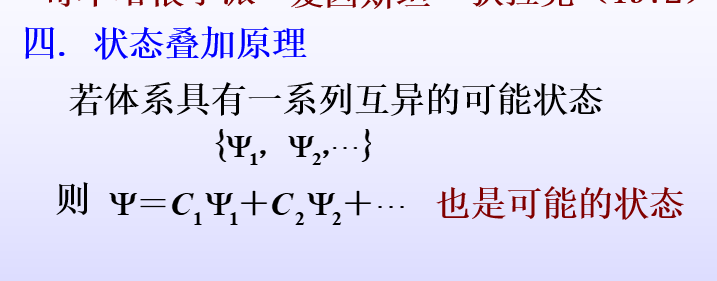 四. 状态叠加原理
若体系具有一系列互异的可能状态
{Ψ₁, Ψ₂,…}
则 Ψ=C₁Ψ₁+C₂Ψ₂+… 也是可能的状态